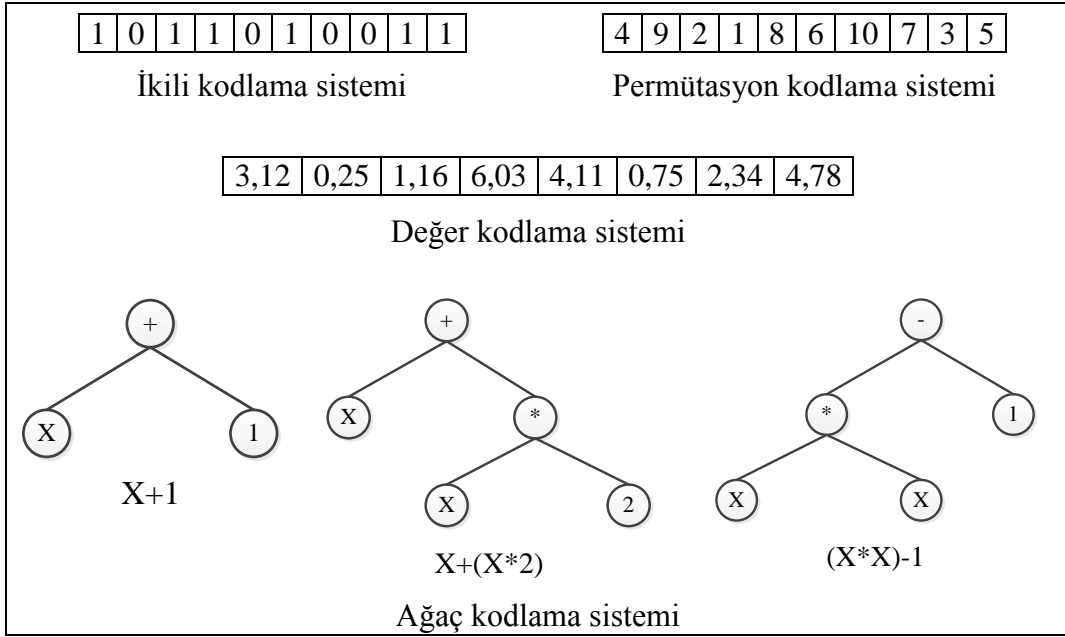 1 0 1 1 0 1 0 0 1 1
4 9 2 1 8 6 10 7 3 5
İkili kodlama sistemi
Permütasyon kodlama sistemi
3,12 0,25 1,16 6,03 4,11 0,75 2,34 4,78
Değer kodlama sistemi
+
X 1
X+1
+
X *
X 2
X+(X*2)
-
* 1
X X
(X*X)-1
Ağaç kodlama sistemi